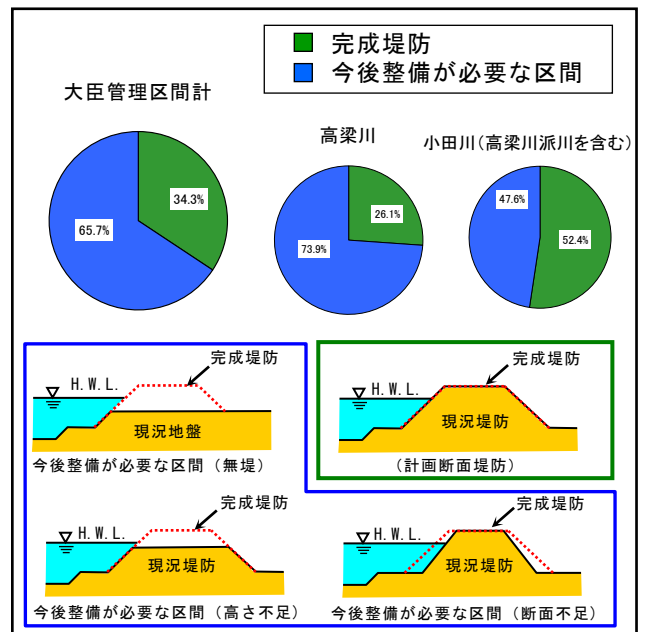 完成堤防
今後整備が必要な区間
大臣管理区間計
高梁川
小田川(高梁川派川を含む)
34.3%
65.7%
26.1%
73.9%
47.6%
52.4%
完成堤防
H.W.L.
現況地盤
今後整備が必要な区間(無堤)
完成堤防
H.W.L.
現況堤防
(計画断面堤防)
完成堤防
H.W.L.
現況堤防
今後整備が必要な区間(高さ不足)
完成堤防
H.W.L.
現況堤防
今後整備が必要な区間(断面不足)